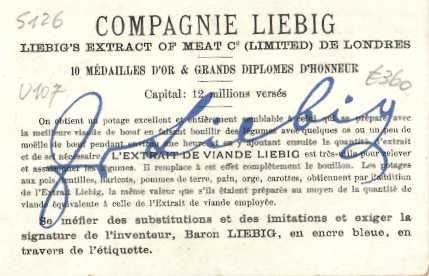 S126
COMPAGNIE LIEBIG
LIEBIG'S EXTRACT OF MEAT Cº (LIMITED) DE LONDRES
10 MÉDAILLES D'OR & GRANDS DIPLOMES D'HONNEUR
U107
£360
Capital: 12 millions versés
J. v. Liebig
On obtient un potage excellent et entièrement semblable à celui qui se prépare avec
la meilleure viande de bœuf en faisant bouillir des légumes avec quelques os ou un peu de
moëlle de bœuf pendant environ une heure, en y ajoutant ensuite la quantité d'extrait
et de sel nécessaire. L'EXTRAIT DE VIANDE LIEBIG est très-utile pour relever
et assaisonner les légumes. Il remplace à cet effet complètement le bouillon. Les potages
aux pois, lentilles, haricots, pommes de terre, pain, orge, carottes, obtiennent par l'addition
de l'Extrait Liebig, la même valeur que s'ils étaient préparés au moyen de la quantité de
viande équivalente à celle de l'Extrait de viande employée.
Se méfier des substitutions et des imitations et exiger la
signature de l'inventeur, Baron LIEBIG, en encre bleue, en
travers de l'étiquette.